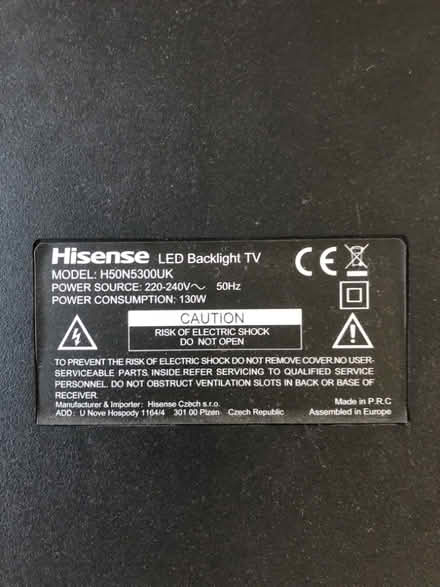 Hisense LED Backlight TV
MODEL: H50N5300UK
POWER SOURCE: 220-240V～ 50Hz
POWER CONSUMPTION: 130W
CE
CAUTION
RISK OF ELECTRIC SHOCK
DO NOT OPEN
TO PREVENT THE RISK OF ELECTRIC SHOCK DO NOT REMOVE COVER.NO USER-
SERVICEABLE PARTS. INSIDE REFER SERVICING TO QUALIFIED SERVICE
PERSONNEL. DO NOT OBSTRUCT VENTILATION SLOTS IN BACK OR BASE OF
RECEIVER.
Manufacturer & Importer: Hisense Czech s.r.o.
ADD: U Nove Hospody 1164/4 301 00 Plzen Czech Republic
Made in P.R.C
Assembled in Europe